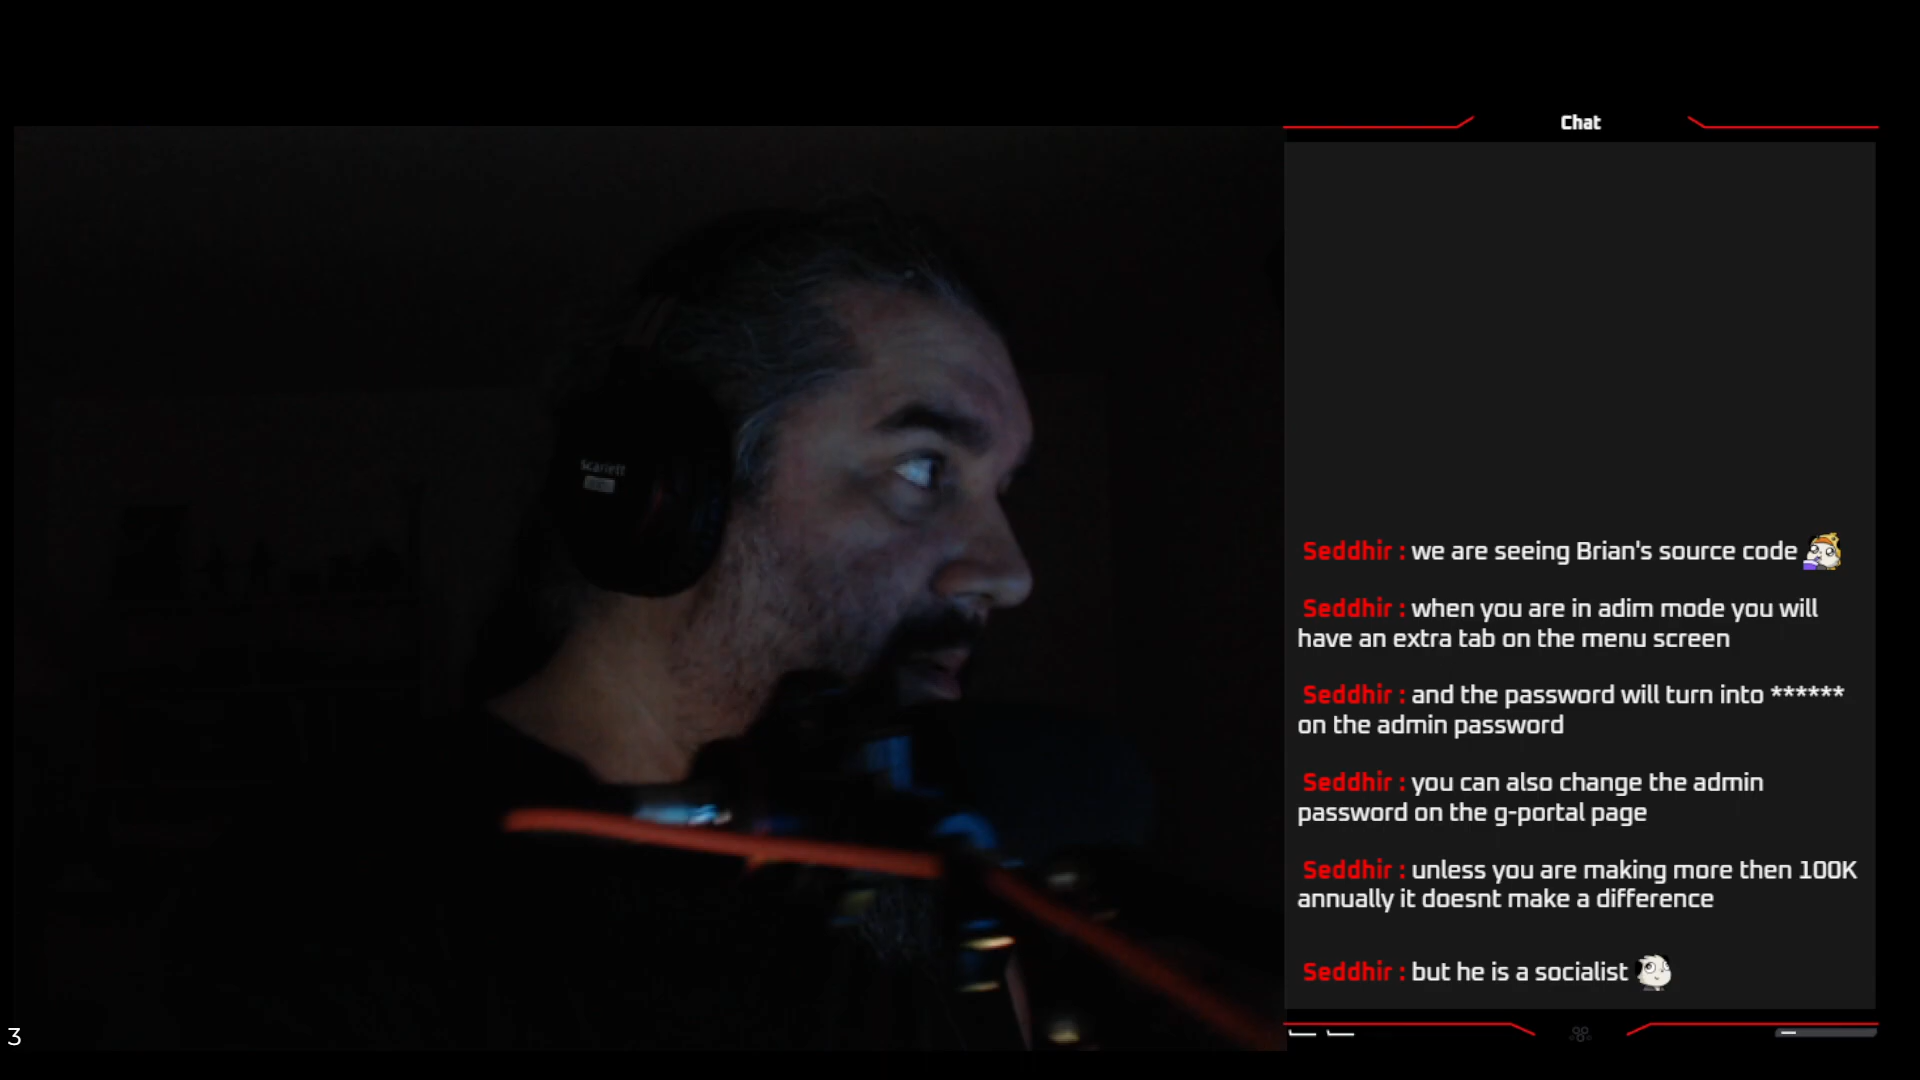 Chat
Scarlett
Seddhir : we are seeing Brian's source code
Seddhir : when you are in adim mode you will
have an extra tab on the menu screen
Seddhir : and the password will turn into ******
on the admin password
Seddhir : you can also change the admin
password on the g-portal page
Seddhir : unless you are making more then 100K
annually it doesnt make a difference
Seddhir : but he is a socialist
3